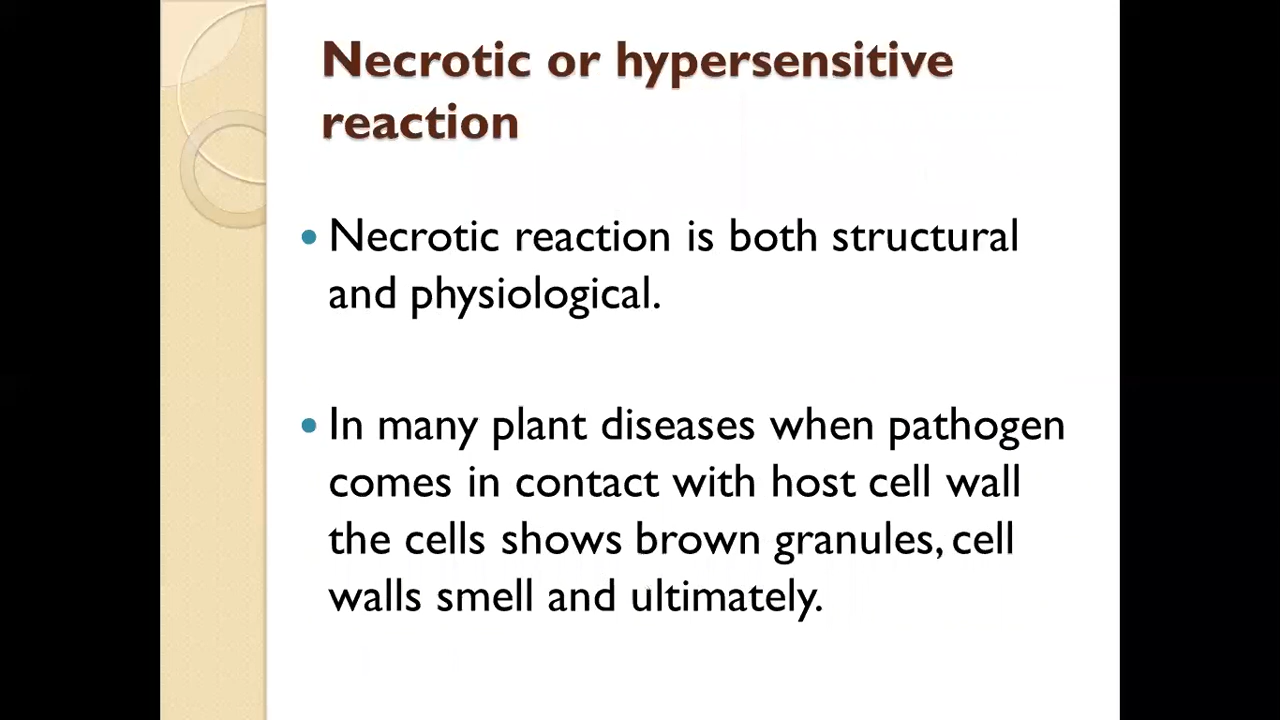 Necrotic or hypersensitive
reaction
• Necrotic reaction is both structural
and physiological.
• In many plant diseases when pathogen
comes in contact with host cell wall
the cells shows brown granules, cell
walls smell and ultimately.